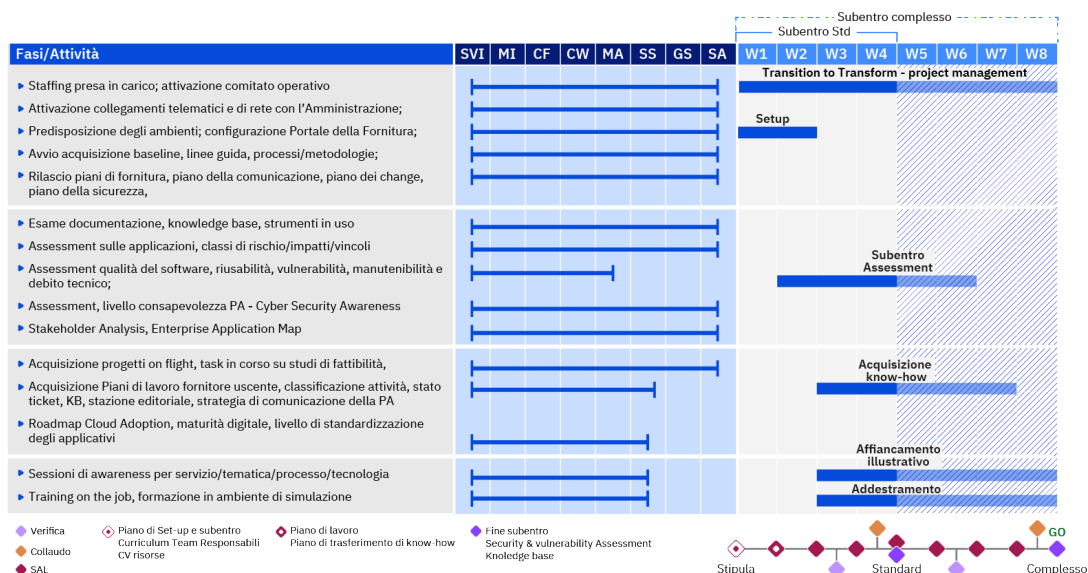 Subentro complesso
Subentro Std
Fasi/Attività SVI MI CF CW MA SS GS SA W1 W2 W3 W4 W5 W6 W7 W8
Transition to Transform - project management
Staffing presa in carico; attivazione comitato operativo
Attivazione collegamenti telematici e di rete con l'Amministrazione;
Setup
Predisposizione degli ambienti; configurazione Portale della Fornitura;
Avvio acquisizione baseline, linee guida, processi/metodologie;
Rilascio piani di fornitura, piano della comunicazione, piano dei change,
piano della sicurezza,
Esame documentazione, knowledge base, strumenti in uso
Assessment sulle applicazioni, classi di rischio/impatti/vincoli
Subentro
Assessment
Assessment qualità del software, riusabilità, vulnerabilità, manutenibilità e
debito tecnico;
Assessment, livello consapevolezza PA - Cyber Security Awareness
Stakeholder Analysis, Enterprise Application Map
Acquisizione progetti on flight, task in corso su studi di fattibilità,
Acquisizione
know-how
Acquisizione Piani di lavoro fornitore uscente, classificazione attività, stato
ticket, KB, stazione editoriale, strategia di comunicazione della PA
Roadmap Cloud Adoption, maturità digitale, livello di standardizzazione
degli applicativi
Affiancamento
illustrativo
Sessioni di awareness per servizio/tematica/processo/tecnologia
Addestramento
Training on the job, formazione in ambiente di simulazione
Verifica
Collaudo
SAL
Piano di Set-up e subentro
Curriculum Team Responsabili
CV risorse
Piano di lavoro
Piano di trasferimento di know-how
Fine subentro
Security & vulnerability Assessment
Knoledge base
GO
Stipula
Standard
Complesso